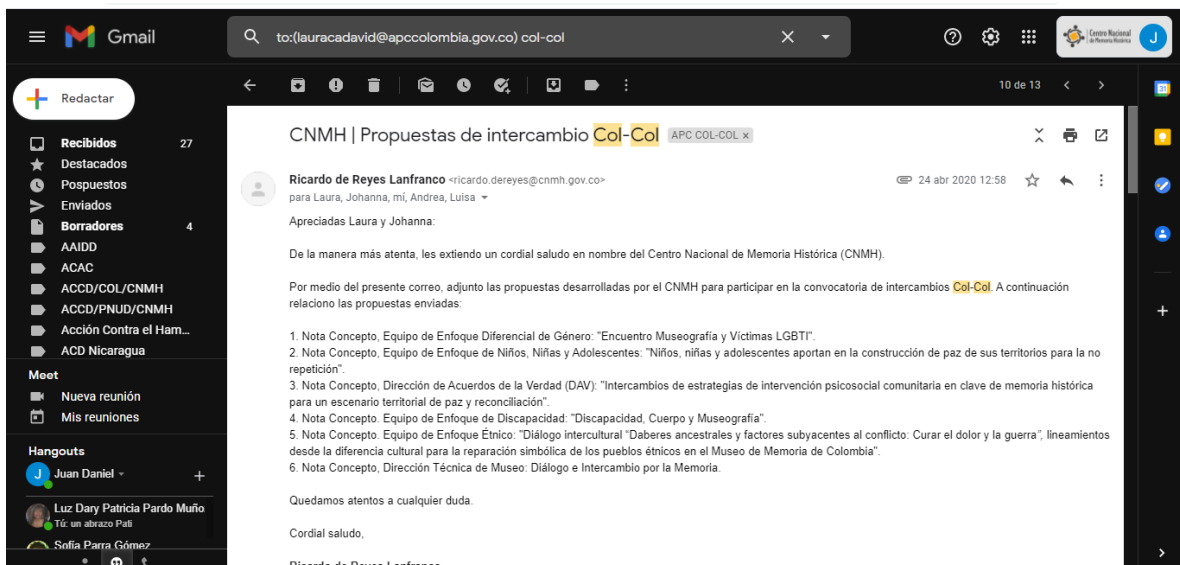 Gmail
to:(lauracadavid@apccolombia.gov.co) col-col
Centro Nacional
de Memoria Histórica
J
Redactar
10 de 13
31
Recibidos 27
Destacados
Pospuestos
Enviados
Borradores 4
AAIDD
ACAC
ACCD/COL/CNMH
ACCD/PNUD/CNMH
Acción Contra el Ham...
ACD Nicaragua
Meet
Nueva reunión
Mis reuniones
Hangouts
J Juan Daniel
Luz Dary Patricia Pardo Muño
Tú: un abrazo Pati
Sofía Parra Gómez
CNMH | Propuestas de intercambio Col-Col APC COL-COL x
Ricardo de Reyes Lanfranco <ricardo.dereyes@cnmh.gov.co> 24 abr 2020 12:58
para Laura, Johanna, mí, Andrea, Luisa
Apreciadas Laura y Johanna:
De la manera más atenta, les extiendo un cordial saludo en nombre del Centro Nacional de Memoria Histórica (CNMH).
Por medio del presente correo, adjunto las propuestas desarrolladas por el CNMH para participar en la convocatoria de intercambios Col-Col. A continuación
relaciono las propuestas enviadas:
1. Nota Concepto, Equipo de Enfoque Diferencial de Género: "Encuentro Museografía y Víctimas LGBTI".
2. Nota Concepto, Equipo de Enfoque de Niños, Niñas y Adolescentes: "Niños, niñas y adolescentes aportan en la construcción de paz de sus territorios para la no
repetición".
3. Nota Concepto, Dirección de Acuerdos de la Verdad (DAV): "Intercambios de estrategias de intervención psicosocial comunitaria en clave de memoria histórica
para un escenario territorial de paz y reconciliación".
4. Nota Concepto. Equipo de Enfoque de Discapacidad: "Discapacidad, Cuerpo y Museografía".
5. Nota Concepto. Equipo de Enfoque Étnico: "Diálogo intercultural “Daberes ancestrales y factores subyacentes al conflicto: Curar el dolor y la guerra”, lineamientos
desde la diferencia cultural para la reparación simbólica de los pueblos étnicos en el Museo de Memoria de Colombia".
6. Nota Concepto, Dirección Técnica de Museo: Diálogo e Intercambio por la Memoria.
Quedamos atentos a cualquier duda.
Cordial saludo,
Ricardo de Reyes Lanfranco